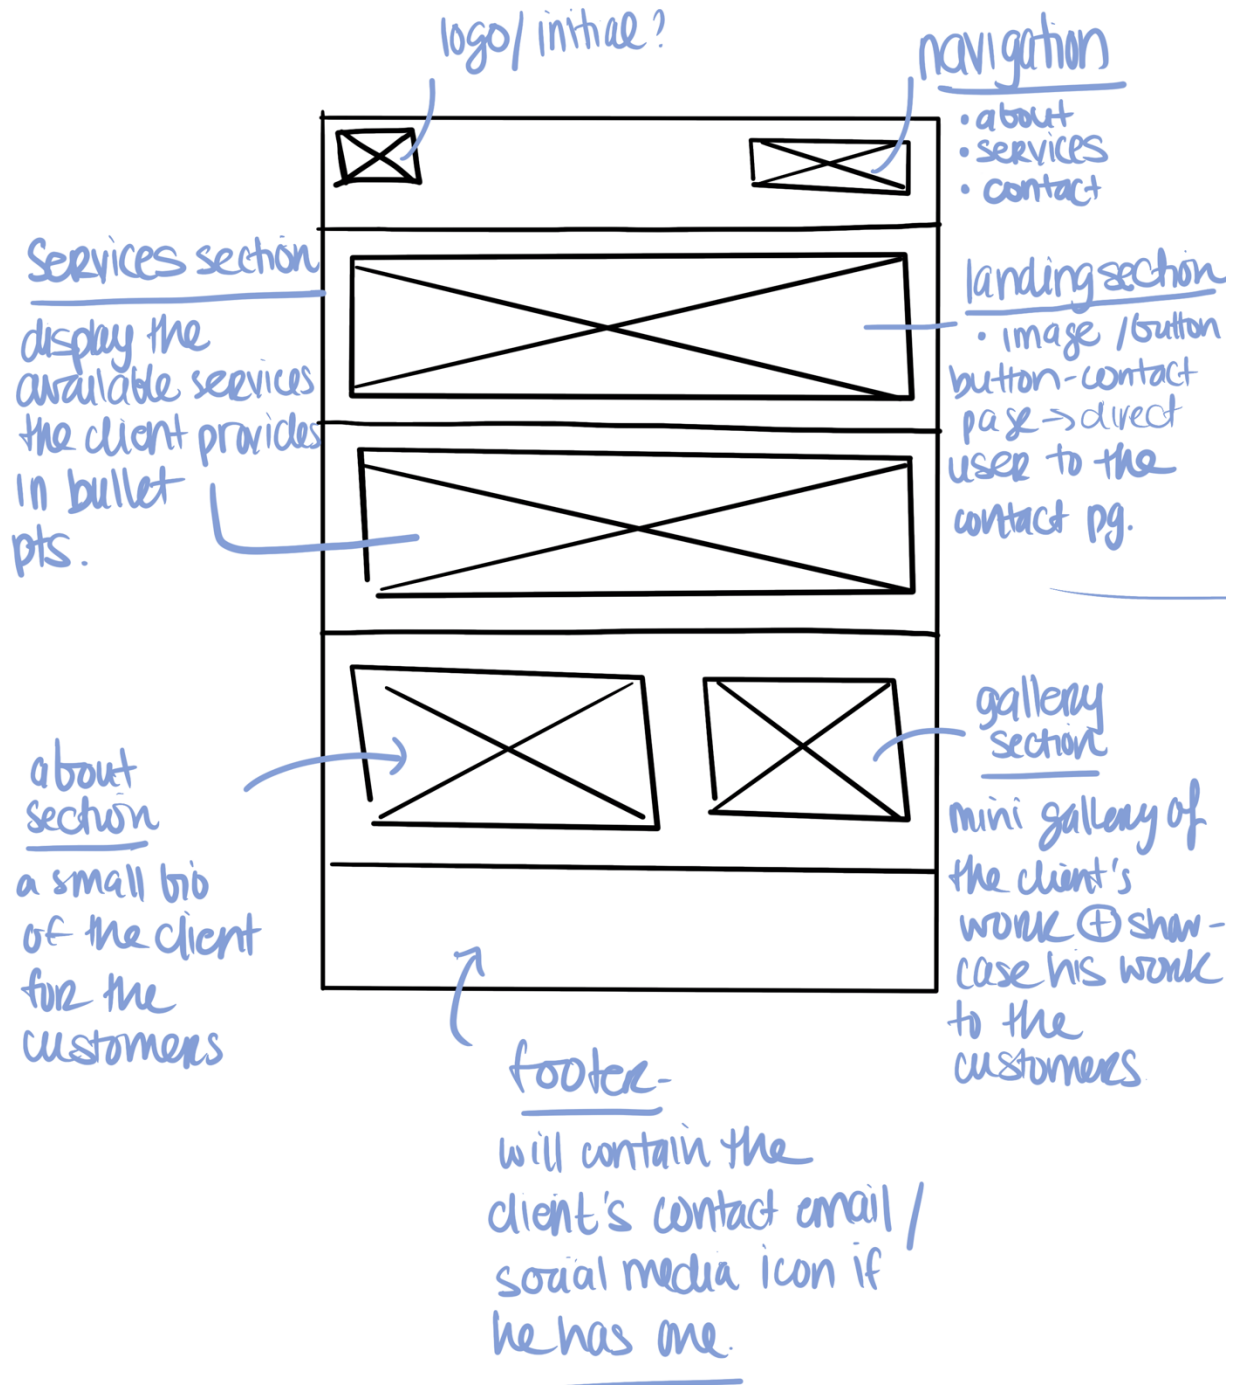 logo/initial?
navigation
• about
• services
• contact
Services section
display the
available services
the client provides
in bullet
pts.
landing section
• image /button
button-contact
page → direct
user to the
contact pg.
about
section
a small bio
of the client
for the
customers
gallery
section
mini gallery of
the client's
work ⊕ show-
case his work
to the
customers
footer-
will contain the
client's contact email/
social media icon if
he has one.